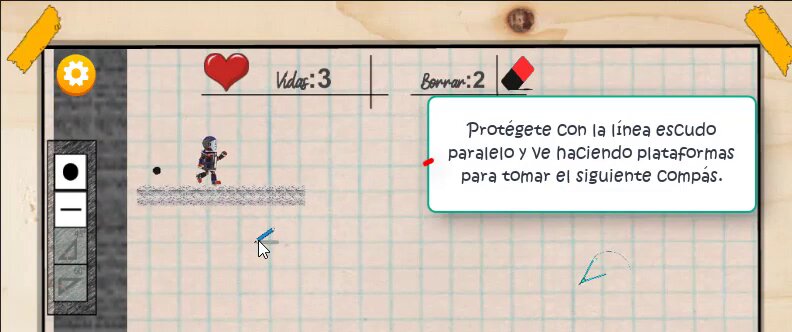 Vidas:3
Borrar:2
Protégete con la línea escudo
paralelo y ve haciendo plataformas
para tomar el siguiente compás.